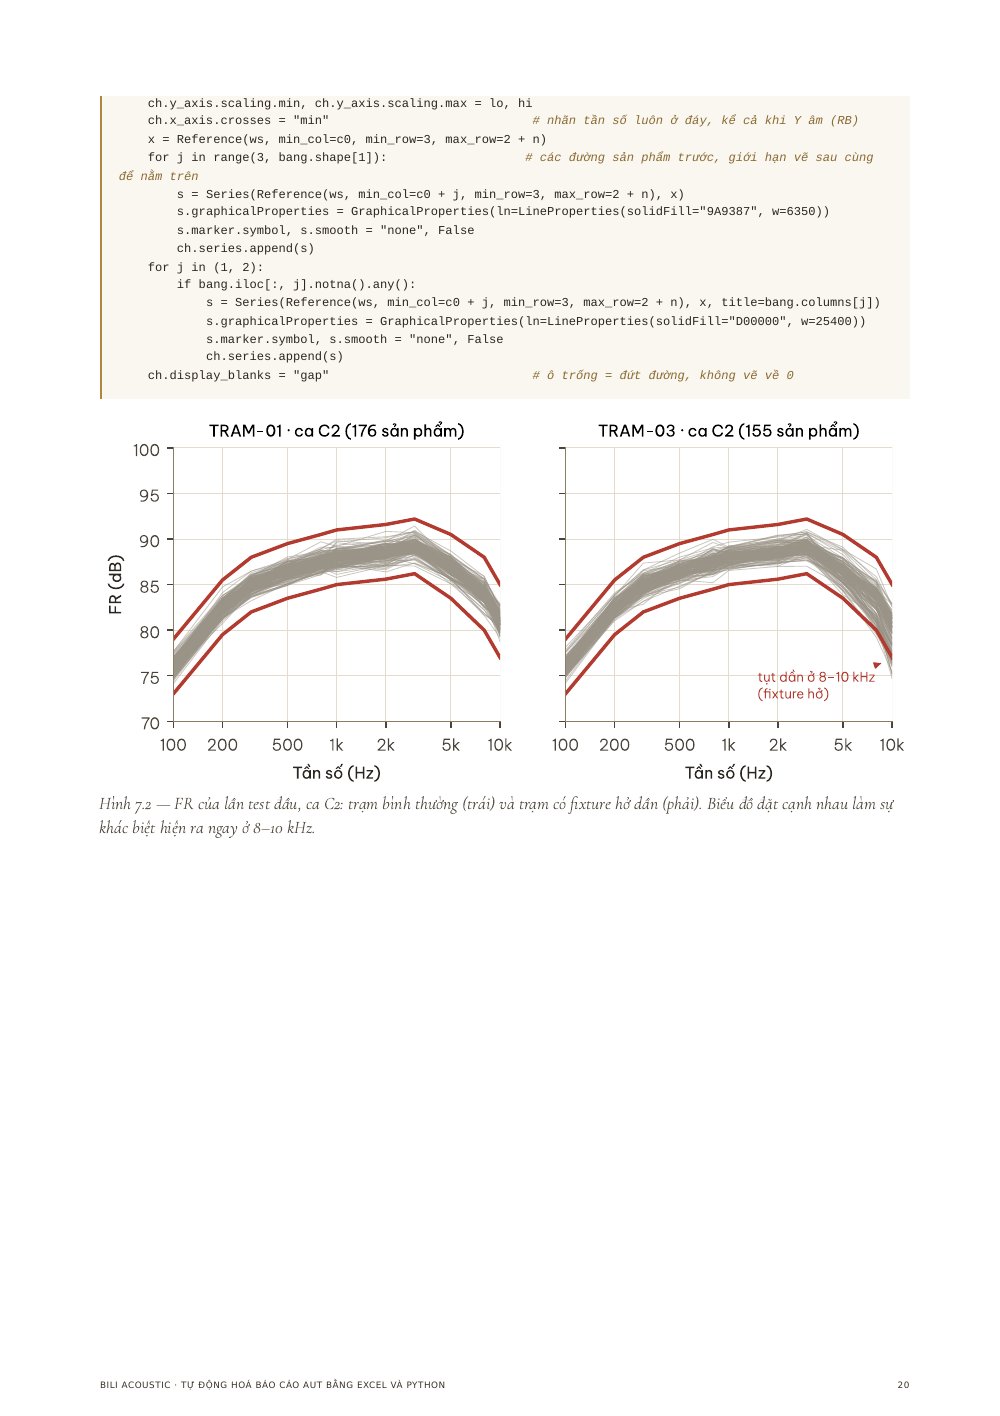 ch.y_axis.scaling.min, ch.y_axis.scaling.max = lo, hi
ch.x_axis.crosses = "min" # nhãn tần số luôn ở đáy, kể cả khi Y âm (RB)
x = Reference(ws, min_col=c0, min_row=3, max_row=2 + n)
for j in range(3, bang.shape[1]): # các đường sản phẩm trước, giới hạn vẽ sau cùng
để nằm trên
s = Series(Reference(ws, min_col=c0 + j, min_row=3, max_row=2 + n), x)
s.graphicalProperties = GraphicalProperties(ln=LineProperties(solidFill="9A9387", w=6350))
s.marker.symbol, s.smooth = "none", False
ch.series.append(s)
for j in (1, 2):
if bang.iloc[:, j].notna().any():
s = Series(Reference(ws, min_col=c0 + j, min_row=3, max_row=2 + n), x, title=bang.columns[j])
s.graphicalProperties = GraphicalProperties(ln=LineProperties(solidFill="D00000", w=25400))
s.marker.symbol, s.smooth = "none", False
ch.series.append(s)
ch.display_blanks = "gap" # ô trống = đứt đường, không vẽ về 0
TRAM-01 · ca C2 (176 sản phẩm)
100
95
90
85
80
75
70
FR (dB)
100 200 500 1k 2k 5k 10k
Tần số (Hz)
TRAM-03 · ca C2 (155 sản phẩm)
tụt dần ở 8–10 kHz
(fixture hở)
100 200 500 1k 2k 5k 10k
Tần số (Hz)
Hình 7.2 — FR của lần test đầu, ca C2: trạm bình thường (trái) và trạm có fixture hở dần (phải). Biểu đồ đặt cạnh nhau làm sự
khác biệt hiện ra ngay ở 8–10 kHz.
BILI ACOUSTIC · TỰ ĐỘNG HOÁ BÁO CÁO AUT BẰNG EXCEL VÀ PYTHON 20